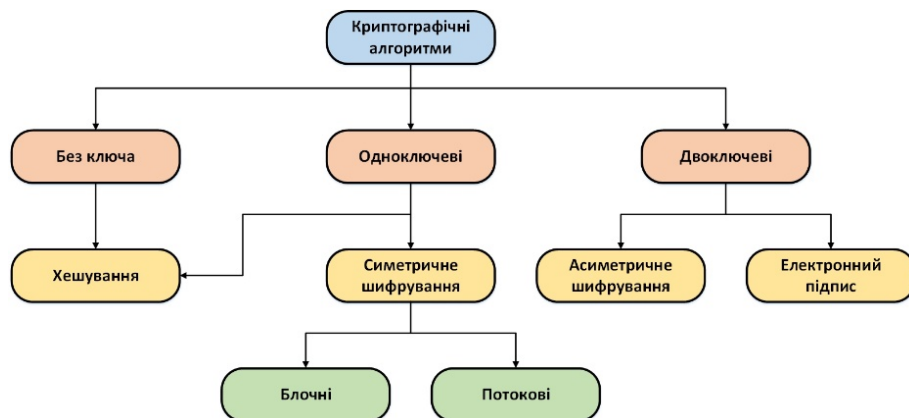 Криптографічні
алгоритми
Без ключа
Одноключеві
Двоключеві
Хешування
Симетричне
шифрування
Асиметричне
шифрування
Електронний
підпис
Блочні
Потокові